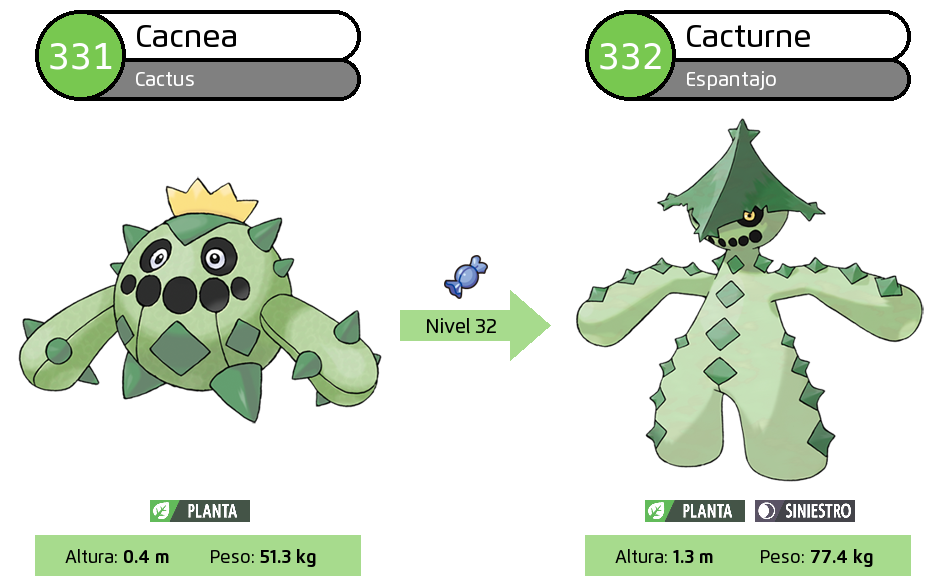 331
Cacnea
Cactus
332
Cacturne
Espantajo
Nivel 32
PLANTA
Altura: 0.4 m Peso: 51.3 kg
PLANTA SINIESTRO
Altura: 1.3 m Peso: 77.4 kg